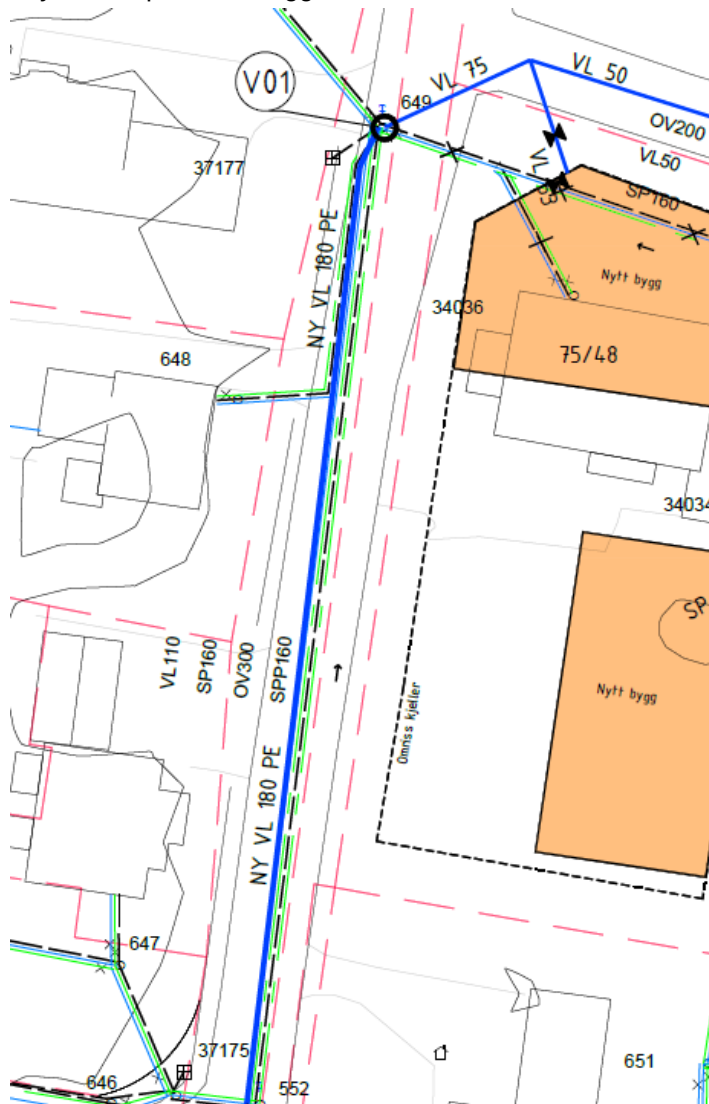 VL 75
VL 50
V01
649
OV200
37177
VL50
VL 63
SP160
NY VL 180 PE
Nytt bygg
34036
648
75/48
34034
SP
VL110
SP160
OV300
SPP160
Nytt bygg
Omriss kjeller
NY VL 180 PE
647
37175
651
646
552